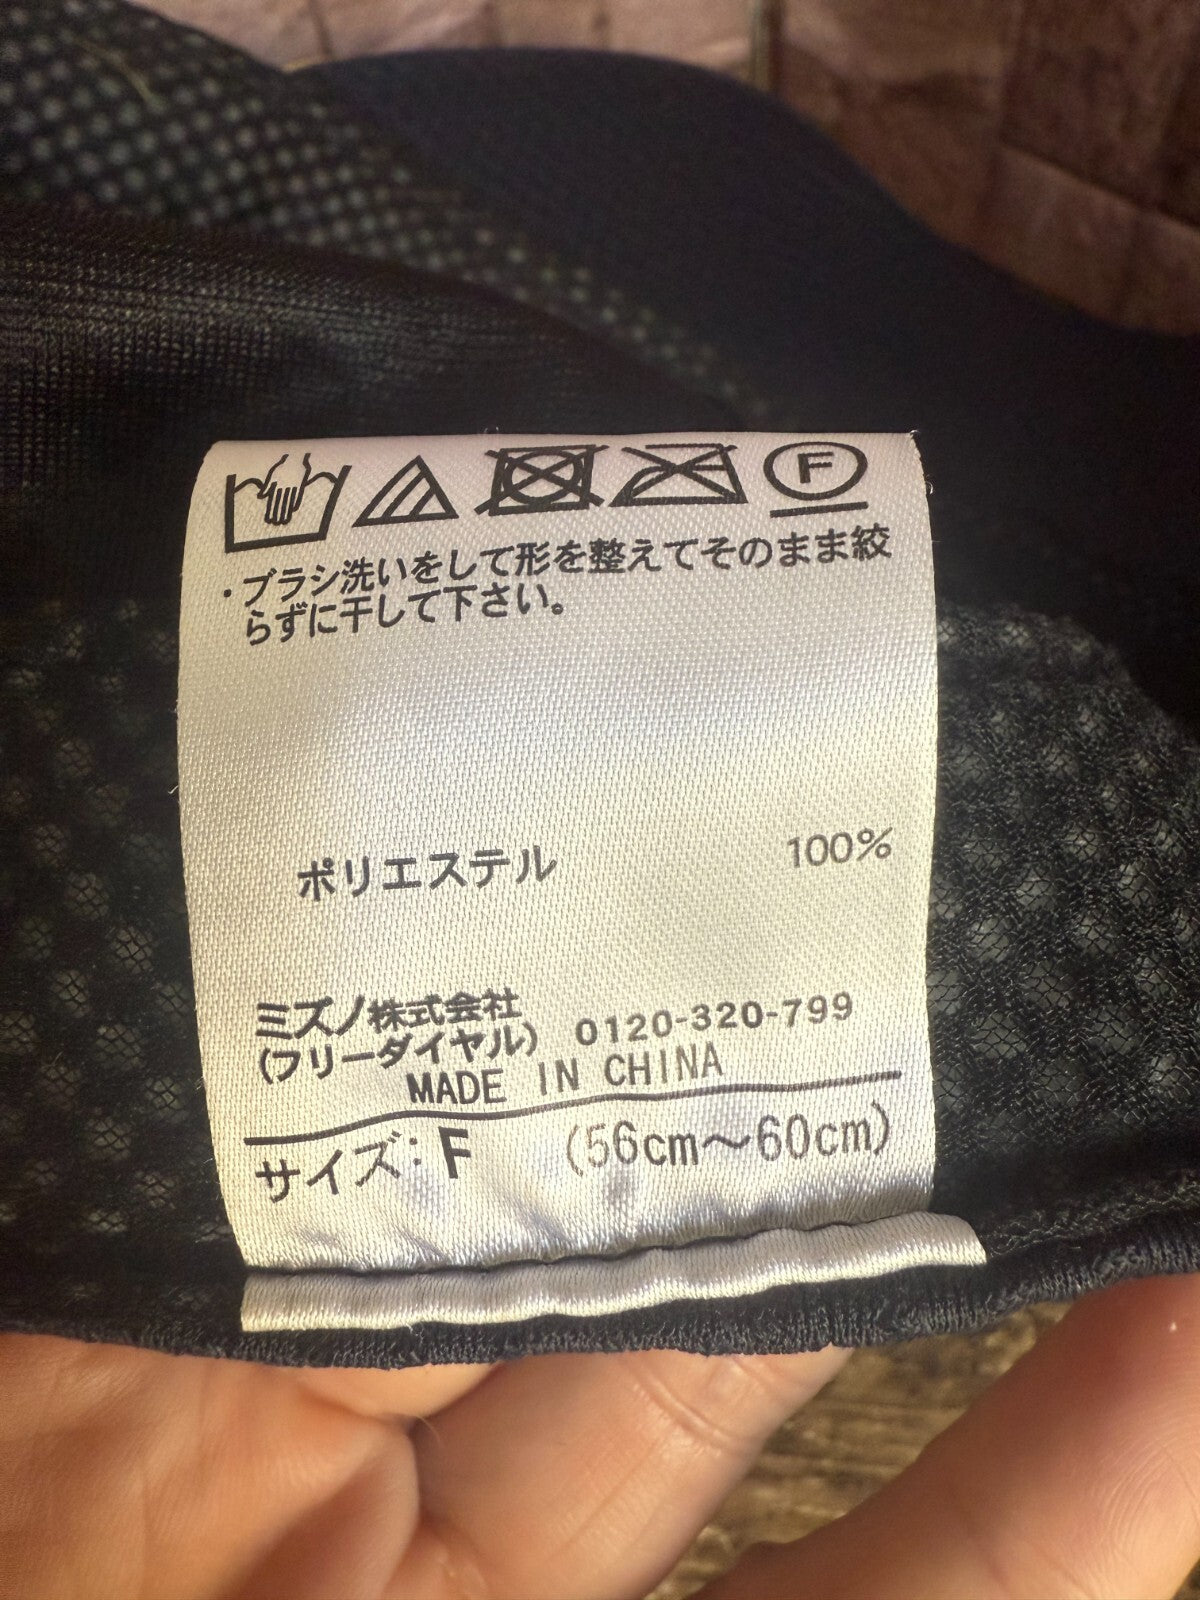 F
・ブラシ洗いをして形を整えてそのまま絞
らずに干して下さい。
ポリエステル 100%
ミズノ株式会社
(フリーダイヤル) 0120-320-799
MADE IN CHINA
サイズ:F (56cm～60cm)